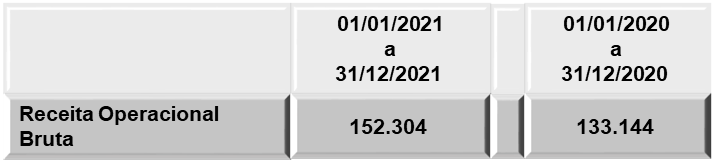 01/01/2021 01/01/2020
a a
31/12/2021 31/12/2020
Receita Operacional
Bruta 152.304 133.144